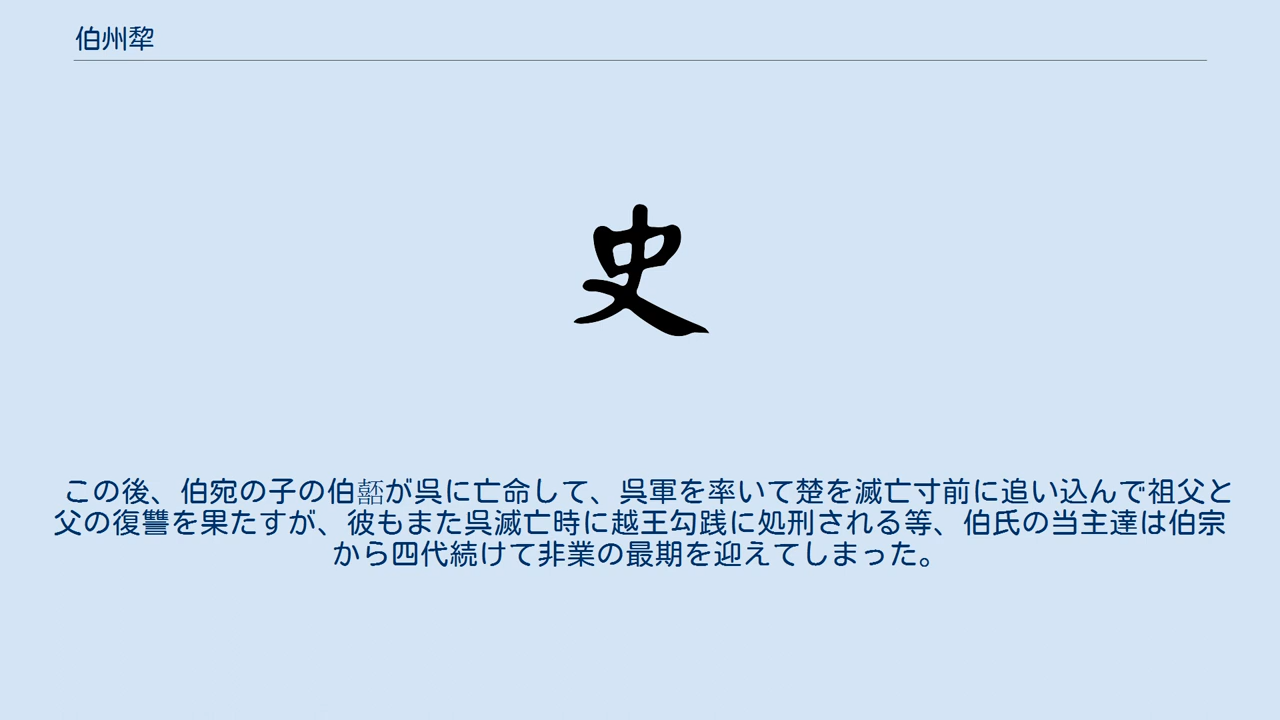 伯州犂
史
この後、伯宛の子の伯嚭が呉に亡命して、呉軍を率いて楚を滅亡寸前に追い込んで祖父と
父の復讐を果たすが、彼もまた呉滅亡時に越王勾践に処刑される等、伯氏の当主達は伯宗
から四代続けて非業の最期を迎えてしまった。